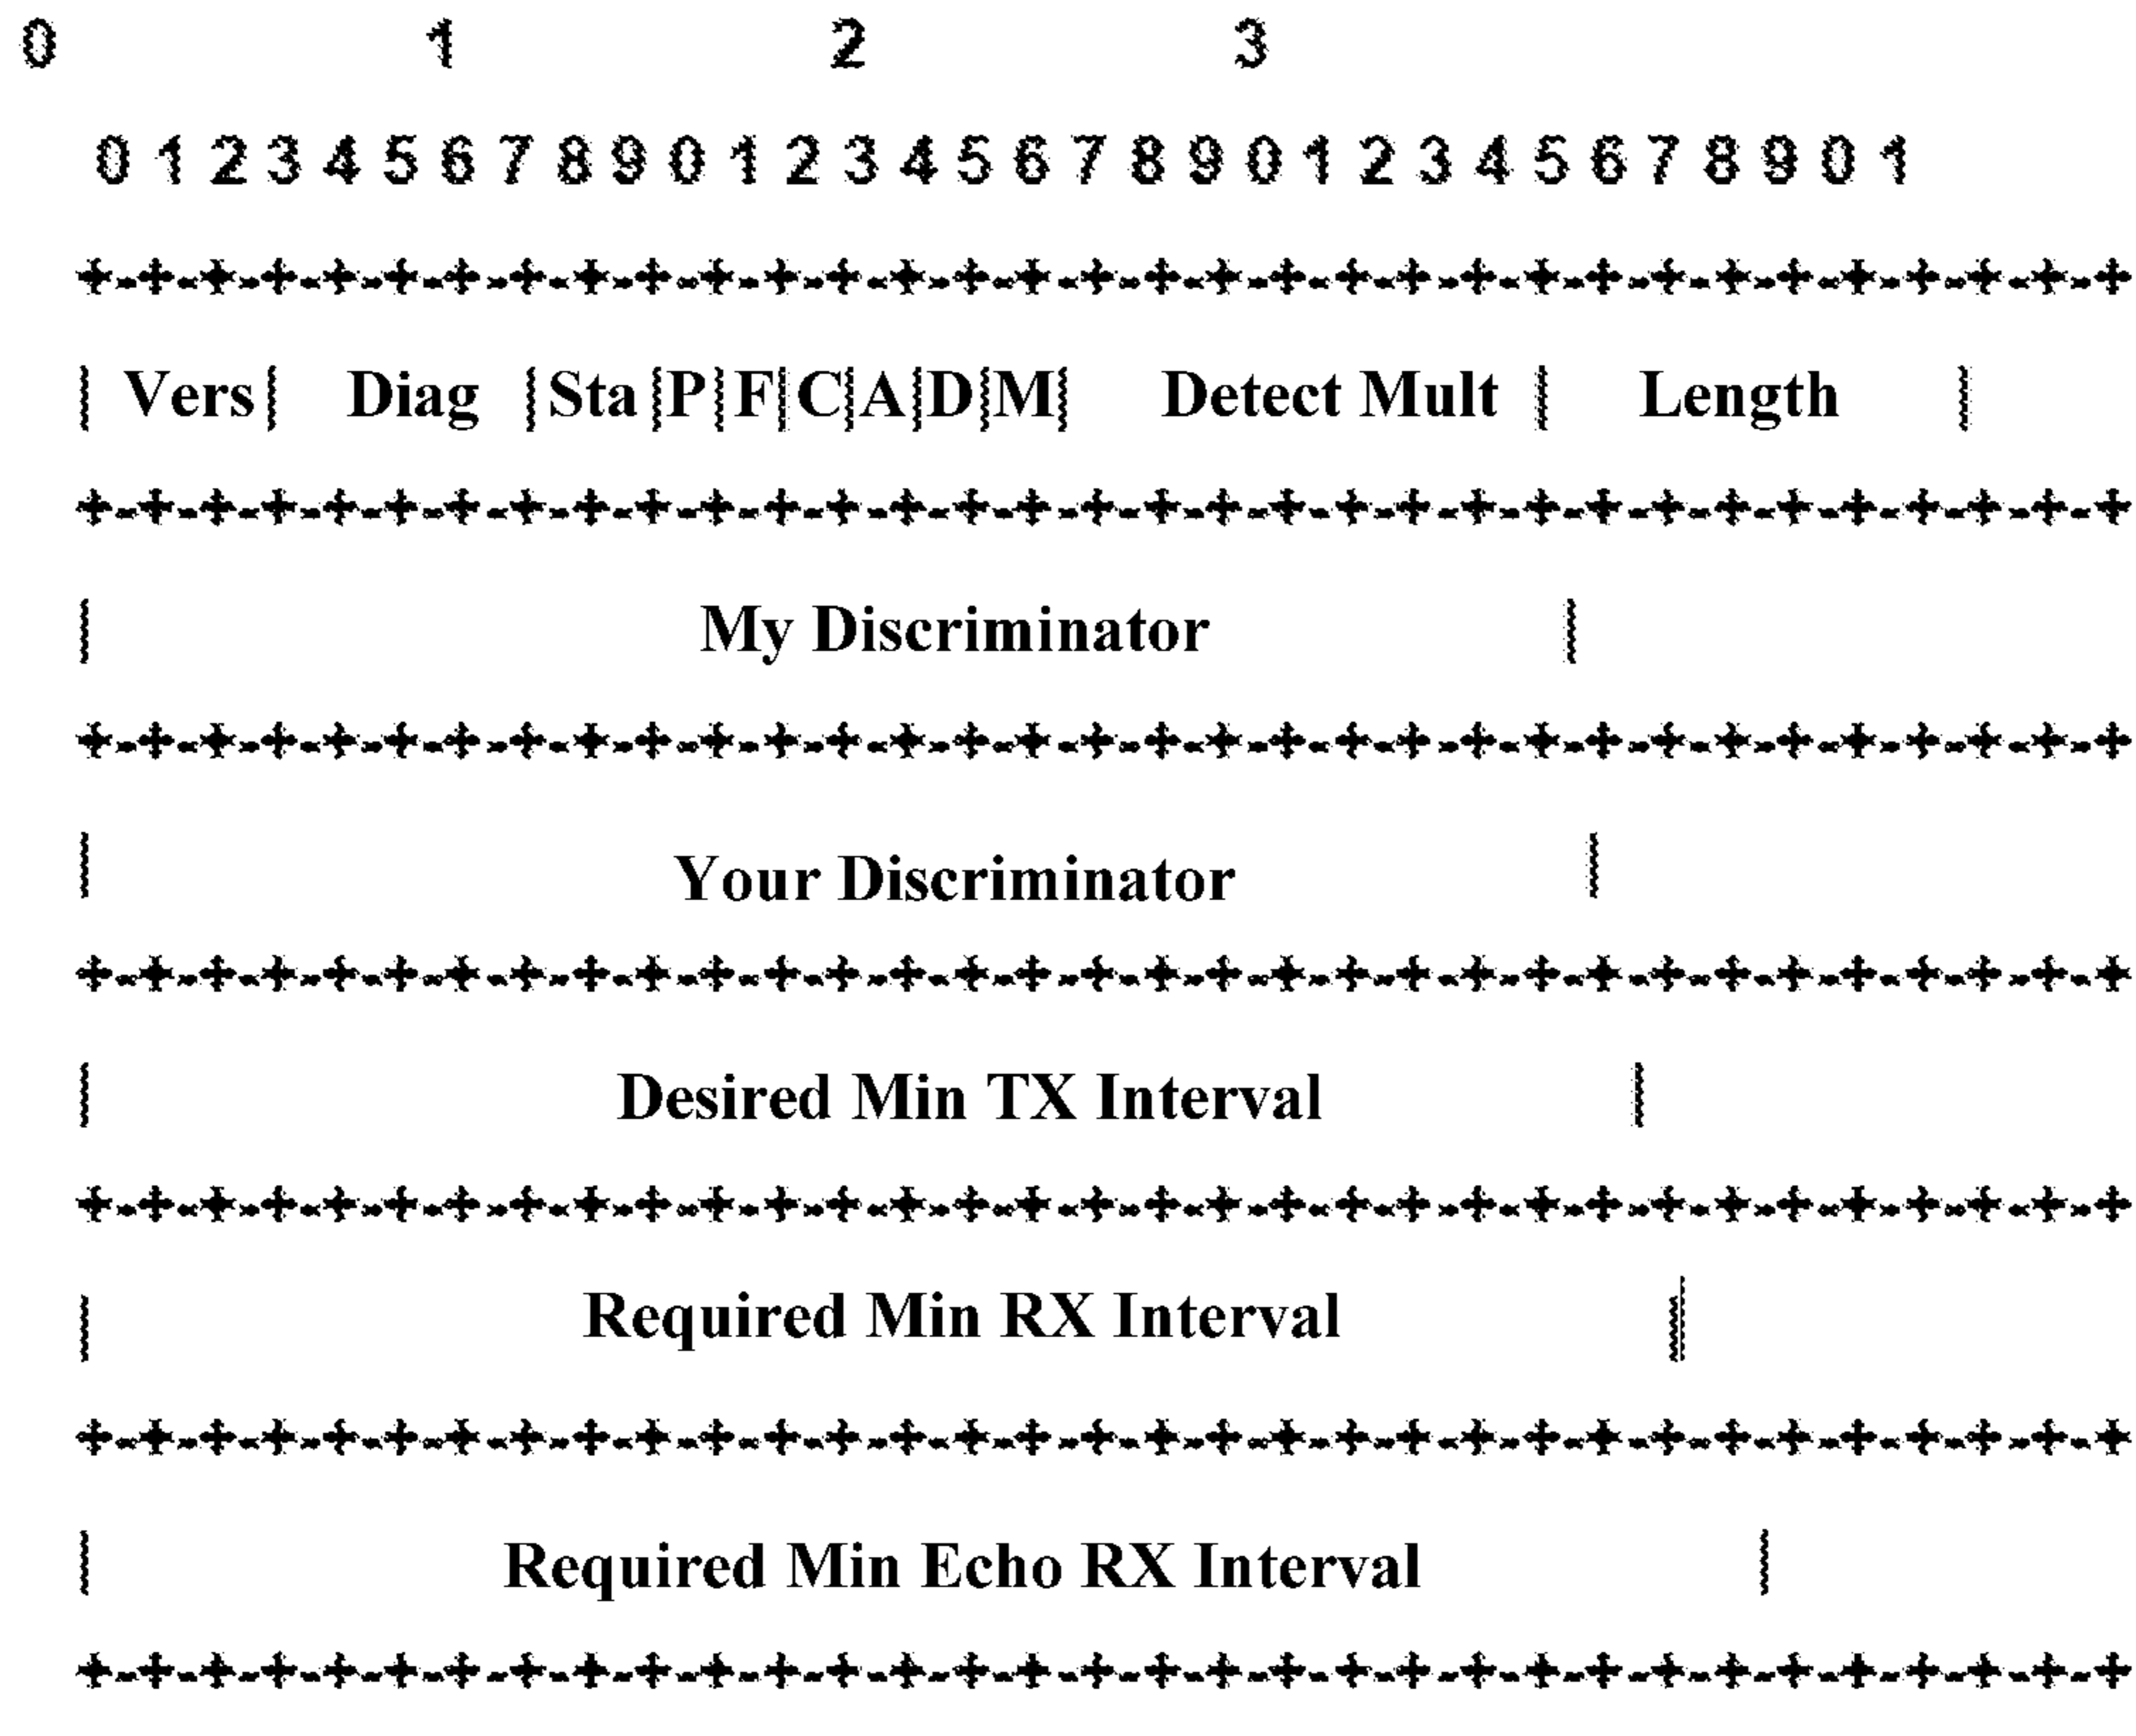 0 1 2 3
0 1 2 3 4 5 6 7 8 9 0 1 2 3 4 5 6 7 8 9 0 1 2 3 4 5 6 7 8 9 0 1
+-+-+-+-+-+-+-+-+-+-+-+-+-+-+-+-+-+-+-+-+-+-+-+-+-+-+-+-+-+-+-+-+
| Vers| Diag |Sta|P|F|C|A|D|M| Detect Mult | Length |
+-+-+-+-+-+-+-+-+-+-+-+-+-+-+-+-+-+-+-+-+-+-+-+-+-+-+-+-+-+-+-+-+
| My Discriminator |
+-+-+-+-+-+-+-+-+-+-+-+-+-+-+-+-+-+-+-+-+-+-+-+-+-+-+-+-+-+-+-+-+
| Your Discriminator |
+-+-+-+-+-+-+-+-+-+-+-+-+-+-+-+-+-+-+-+-+-+-+-+-+-+-+-+-+-+-+-+-+
| Desired Min TX Interval |
+-+-+-+-+-+-+-+-+-+-+-+-+-+-+-+-+-+-+-+-+-+-+-+-+-+-+-+-+-+-+-+-+
| Required Min RX Interval |
+-+-+-+-+-+-+-+-+-+-+-+-+-+-+-+-+-+-+-+-+-+-+-+-+-+-+-+-+-+-+-+-+
| Required Min Echo RX Interval |
+-+-+-+-+-+-+-+-+-+-+-+-+-+-+-+-+-+-+-+-+-+-+-+-+-+-+-+-+-+-+-+-+